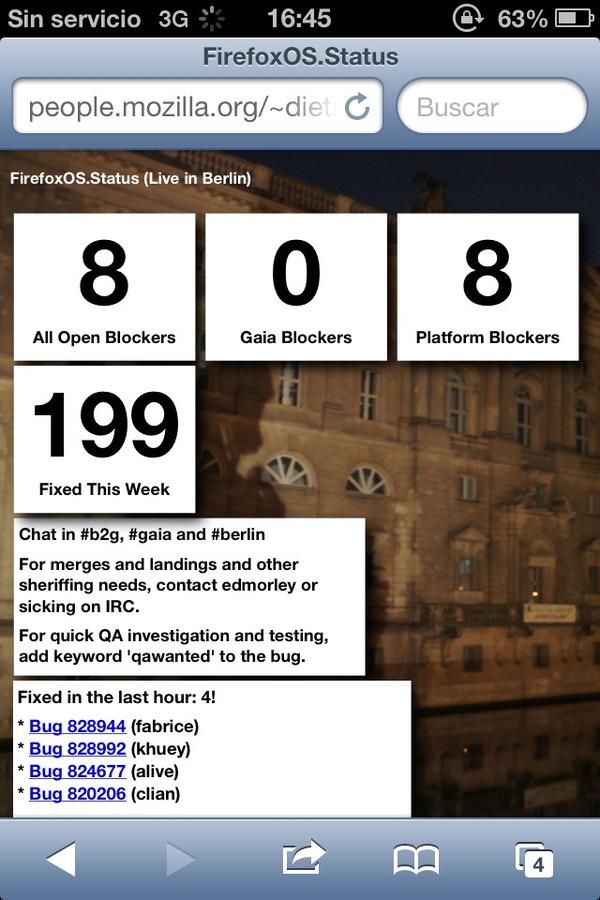 Sin servicio 3G 16:45 63%
FirefoxOS.Status
people.mozilla.org/~diet
Buscar
FirefoxOS.Status (Live in Berlin)
8 0 8
All Open Blockers Gaia Blockers Platform Blockers
199
Fixed This Week
Chat in #b2g, #gaia and #berlin
For merges and landings and other
sheriffing needs, contact edmorley or
sicking on IRC.
For quick QA investigation and testing,
add keyword 'qawanted' to the bug.
Fixed in the last hour: 4!
* Bug 828944 (fabrice)
* Bug 828992 (khuey)
* Bug 824677 (alive)
* Bug 820206 (clian)
4